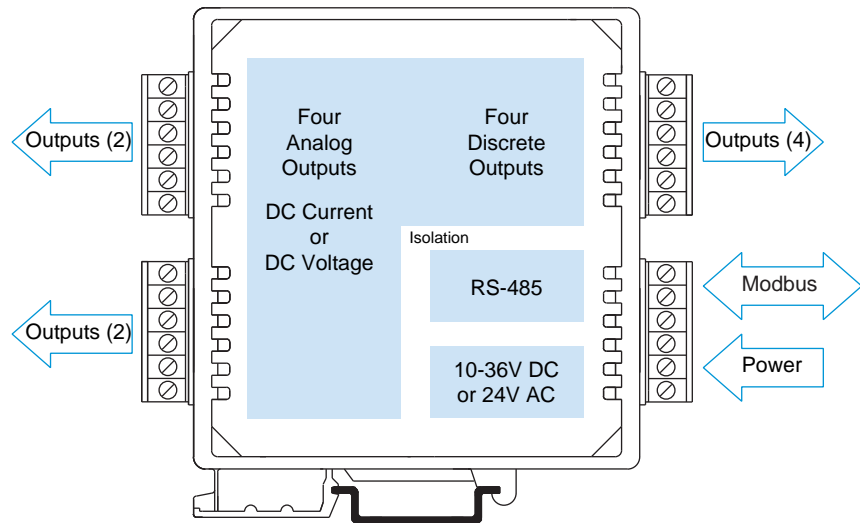 Outputs (2)
Four
Analog
Outputs
DC Current
or
DC Voltage
Four
Discrete
Outputs
Outputs (4)
Isolation
RS-485
Modbus
Outputs (2)
10-36V DC
or 24V AC
Power